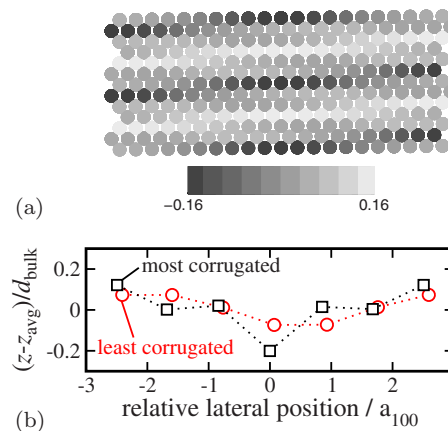 (a)
−0.16 0.16
(z−z_avg)/d_bulk
0.2
0
-0.2
most corrugated
least corrugated
-3 -2 -1 0 1 2 3
(b)
relative lateral position / a_100